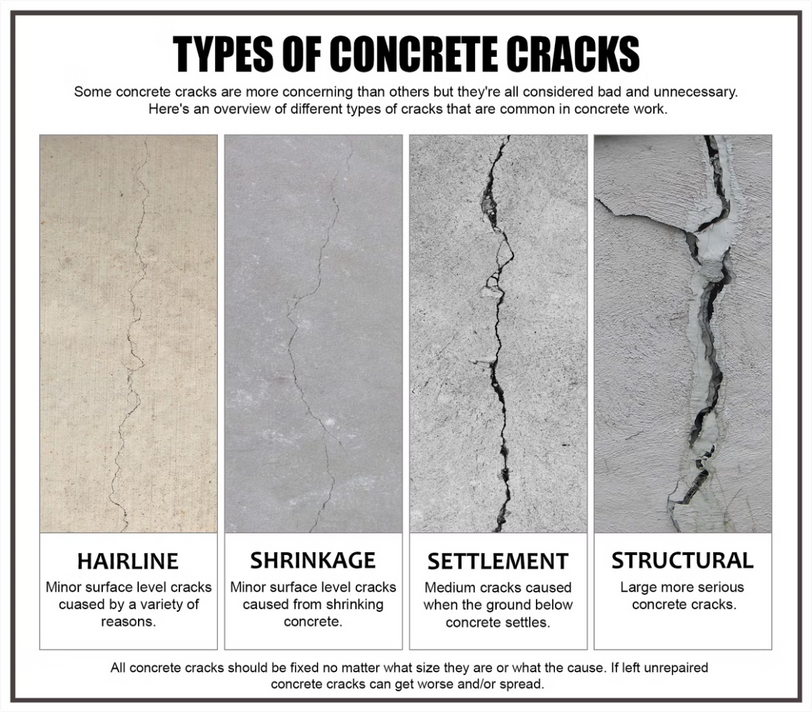 TYPES OF CONCRETE CRACKS
Some concrete cracks are more concerning than others but they're all considered bad and unnecessary.
Here's an overview of different types of cracks that are common in concrete work.
HAIRLINE
Minor surface level cracks
cuased by a variety of
reasons.
SHRINKAGE
Minor surface level cracks
caused from shrinking
concrete.
SETTLEMENT
Medium cracks caused
when the ground below
concrete settles.
STRUCTURAL
Large more serious
concrete cracks.
All concrete cracks should be fixed no matter what size they are or what the cause. If left unrepaired
concrete cracks can get worse and/or spread.